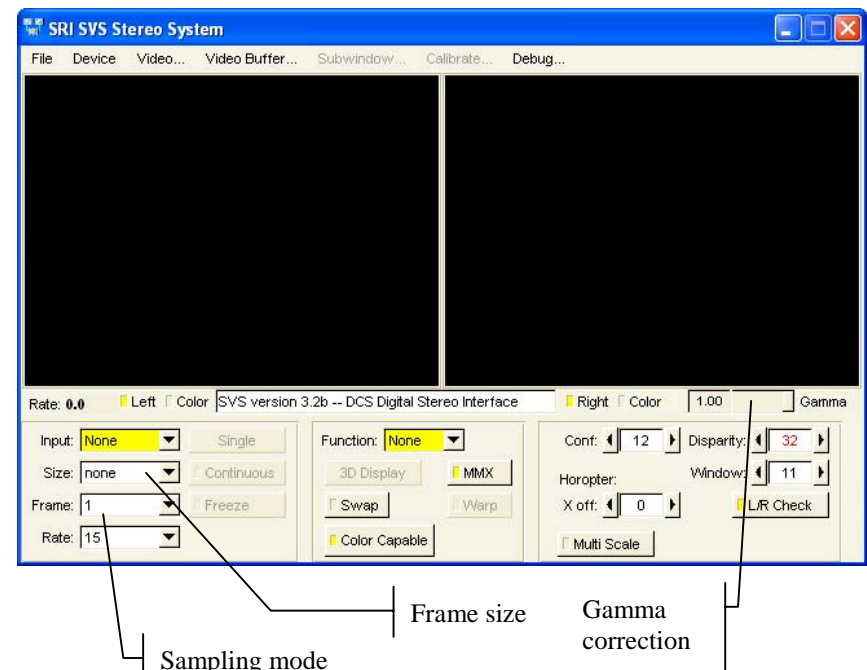 SRI SVS Stereo System
File Device Video... Video Buffer... Subwindow... Calibrate... Debug...
Rate: 0.0 Left Color SVS version 3.2b -- DCS Digital Stereo Interface Right Color 1.00 Gamma
Input: None Single Function: None Conf: 12 Disparity: 32
Size: none Continuous 3D Display MMX Horopter: Window: 11
Frame: 1 Freeze Swap Warp X off: 0 L/R Check
Rate: 15 Color Capable Multi Scale
Frame size
Gamma
correction
Sampling mode